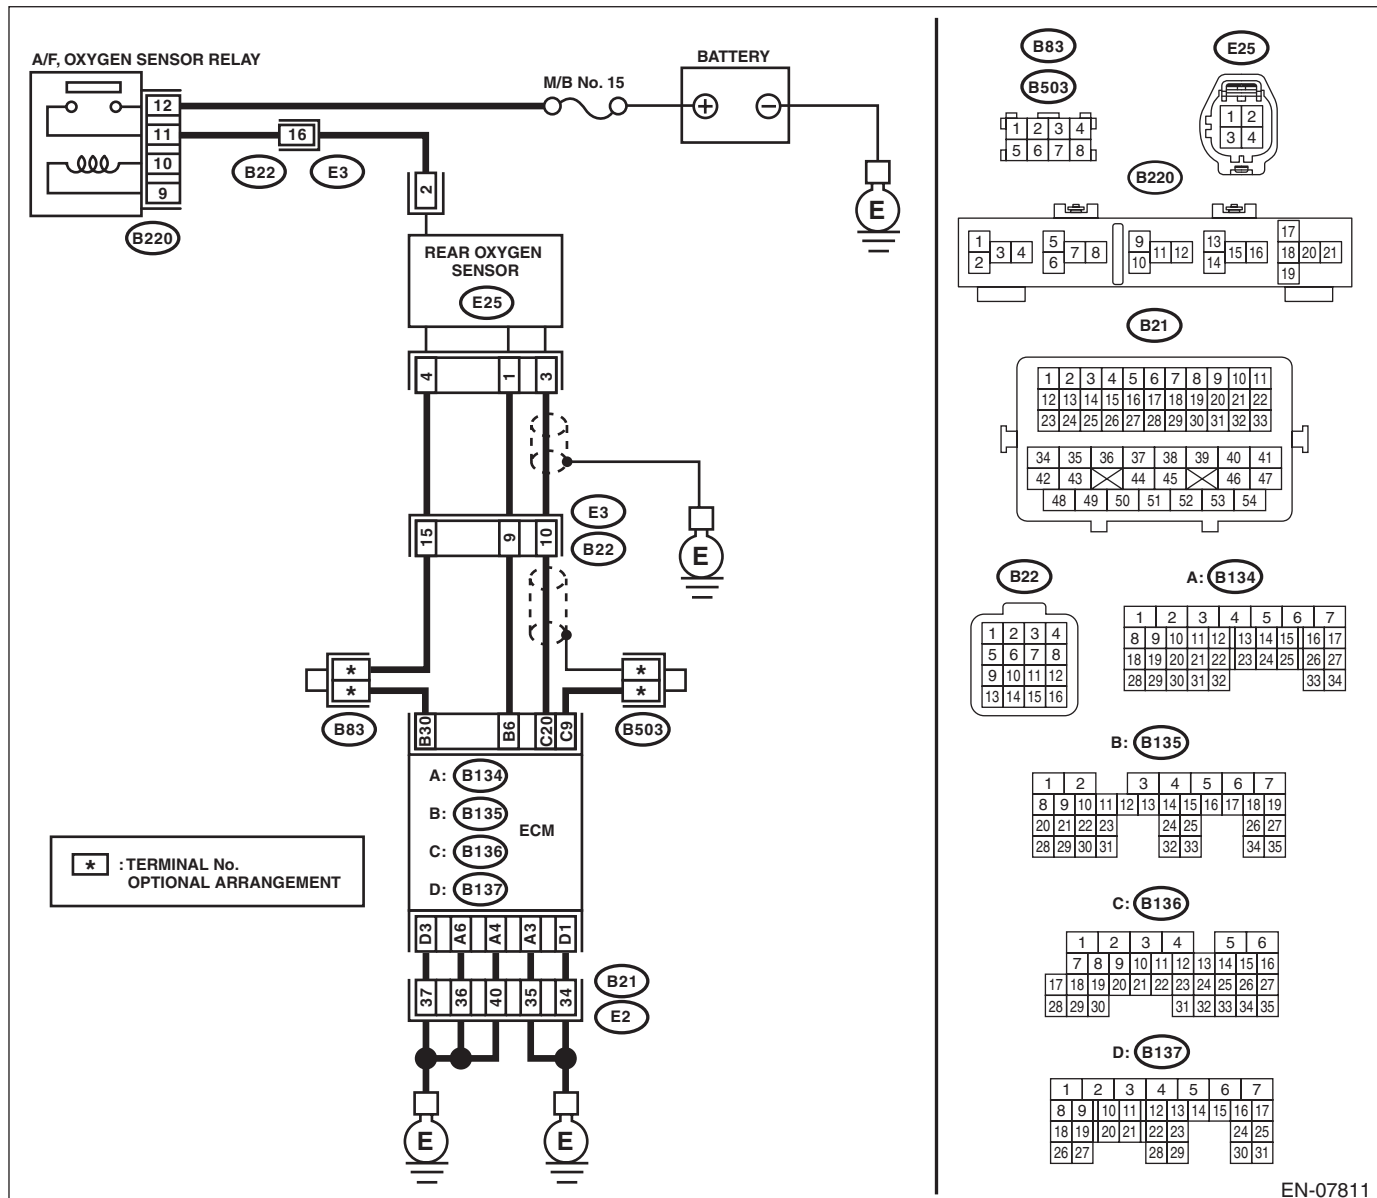 A/F, OXYGEN SENSOR RELAY
BATTERY
M/B No. 15
12
11
10
9
16
B22
E3
B220
2
E
REAR OXYGEN
SENSOR
E25
4
1
3
E3
B22
15
9
10
E
*
*
B83
*
*
B503
B30
B6
C20
C9
A: B134
B: B135
C: B136
D: B137
ECM
* : TERMINAL No.
OPTIONAL ARRANGEMENT
D3
A6
A4
A3
D1
37
36
40
35
34
B21
E2
E
E
B83
B503
1 2 3 4
5 6 7 8
E25
1 2
3 4
B220
1 2 3 4 5 6 7 8 9 10 11 12 13 14 15 16 17 18 19 20 21
B21
1 2 3 4 5 6 7 8 9 10 11
12 13 14 15 16 17 18 19 20 21 22
23 24 25 26 27 28 29 30 31 32 33
34 35 36 37 38 39 40 41
42 43 44 45 46 47
48 49 50 51 52 53 54
B22
1 2 3 4
5 6 7 8
9 10 11 12
13 14 15 16
A: B134
1 2 3 4 5 6 7
8 9 10 11 12 13 14 15 16 17
18 19 20 21 22 23 24 25 26 27
28 29 30 31 32 33 34
B: B135
1 2 3 4 5 6 7
8 9 10 11 12 13 14 15 16 17 18 19
20 21 22 23 24 25 26 27
28 29 30 31 32 33 34 35
C: B136
1 2 3 4 5 6
7 8 9 10 11 12 13 14 15 16
17 18 19 20 21 22 23 24 25 26 27
28 29 30 31 32 33 34 35
D: B137
1 2 3 4 5 6 7
8 9 10 11 12 13 14 15 16 17
18 19 20 21 22 23 24 25
26 27 28 29 30 31
EN-07811